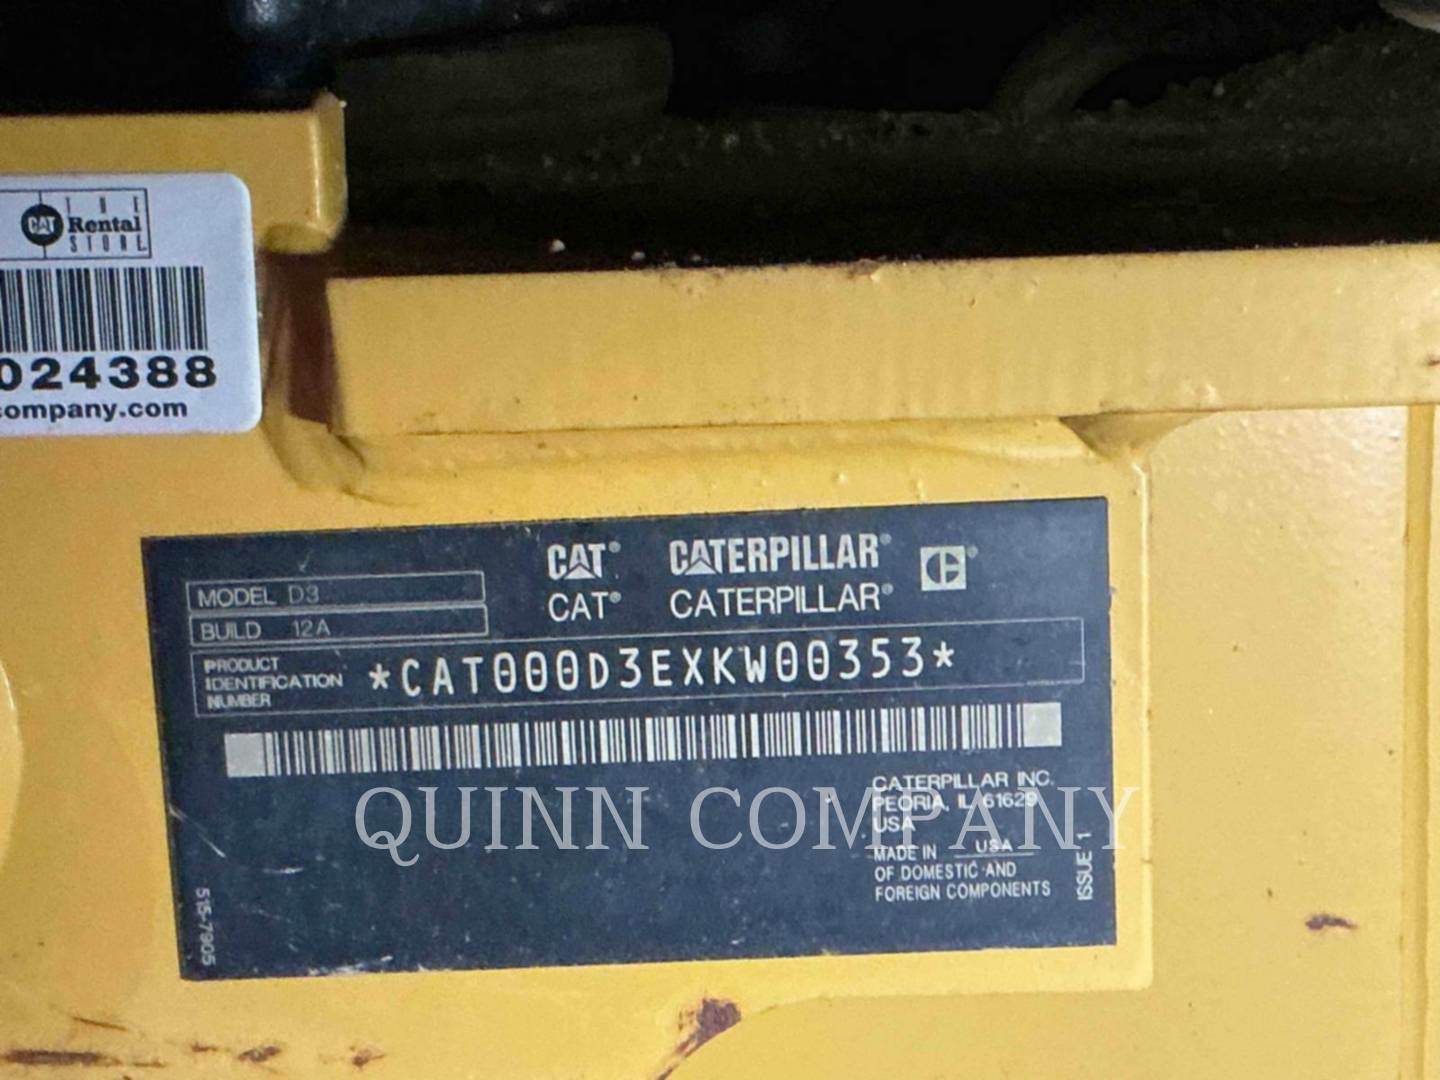 THE
CAT Rental
STORE
024388
company.com
CAT® CATERPILLAR® ®
CAT® CATERPILLAR®
MODEL D3
BUILD 12A
PRODUCT
IDENTIFICATION
NUMBER
*CAT000D3EXKW00353*
CATERPILLAR INC.
PEORIA, IL 61629
USA
MADE IN USA
OF DOMESTIC AND
FOREIGN COMPONENTS
ISSUE 1
515-7905
QUINN COMPANY